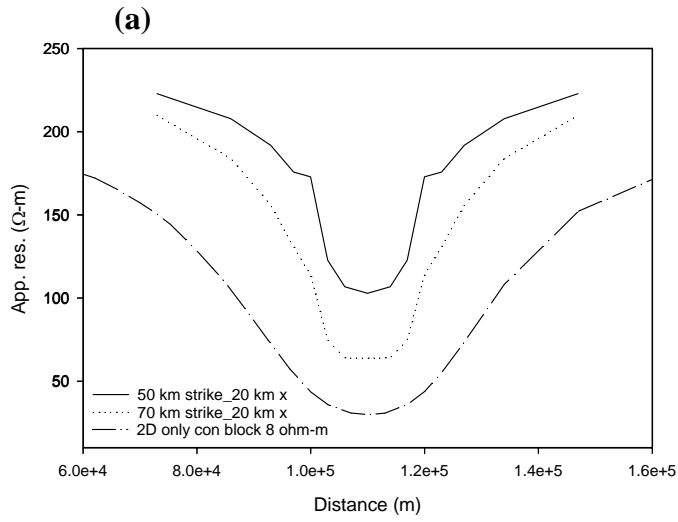 (a)
250
200
150
100
50
App. res. (Ω-m)
50 km strike_20 km x
70 km strike_20 km x
2D only con block 8 ohm-m
6.0e+4 8.0e+4 1.0e+5 1.2e+5 1.4e+5 1.6e+5
Distance (m)